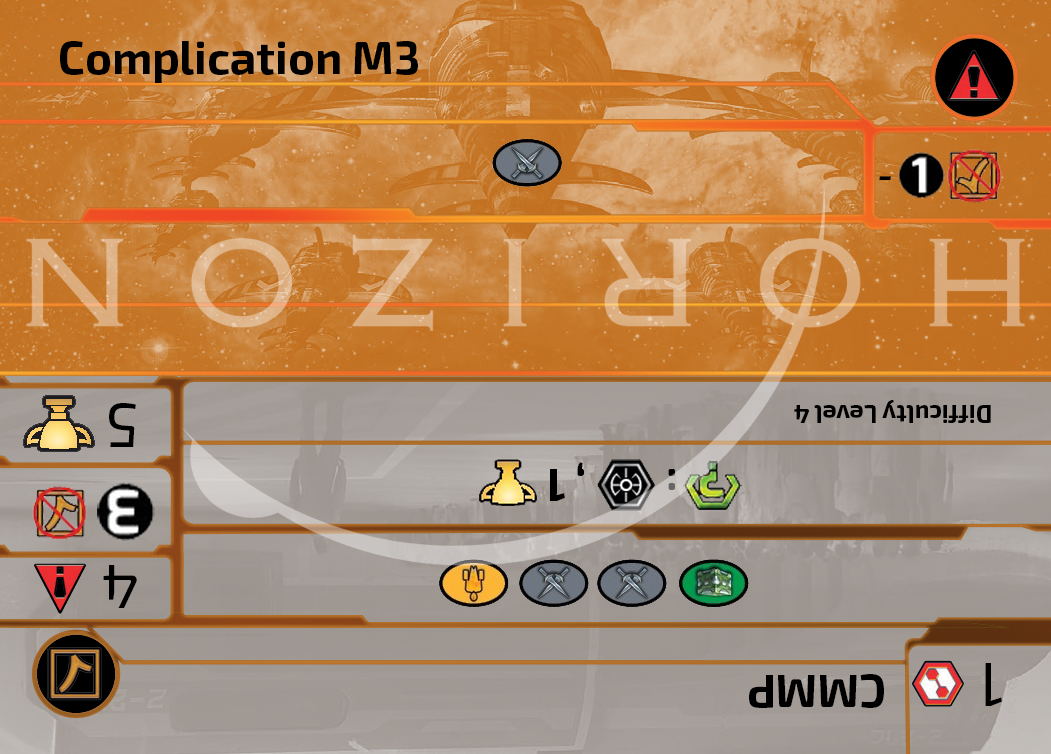 Complication M3
!
- 1
1 CMMP
4 !
3
: , 1
5
Difficulty Level 4
HORIZON